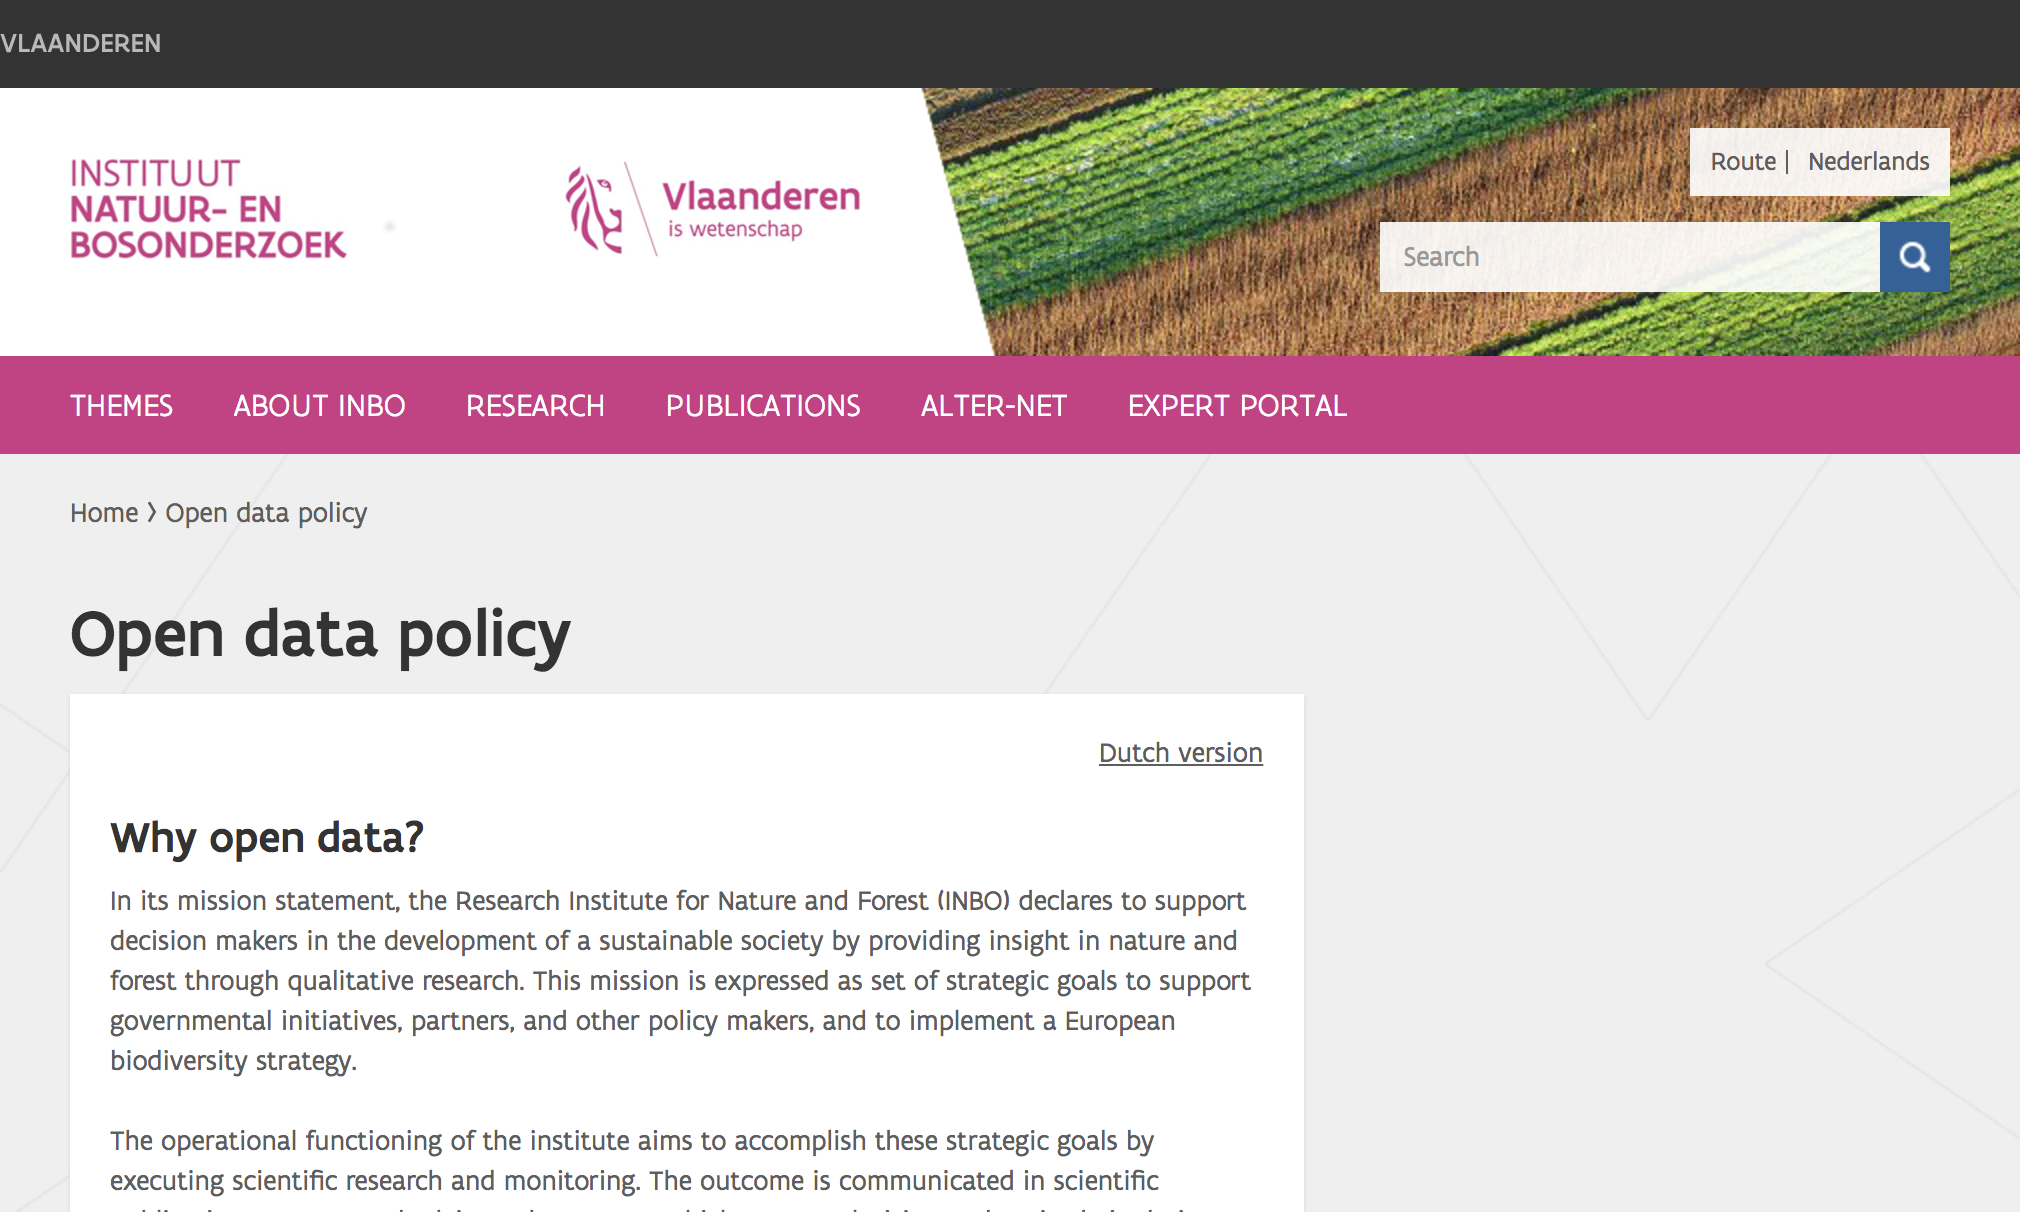 VLAANDEREN
INSTITUUT
NATUUR- EN
BOSONDERZOEK
Vlaanderen
is wetenschap
Route | Nederlands
Search
THEMES ABOUT INBO RESEARCH PUBLICATIONS ALTER-NET EXPERT PORTAL
Home › Open data policy
Open data policy
Dutch version
Why open data?
In its mission statement, the Research Institute for Nature and Forest (INBO) declares to support
decision makers in the development of a sustainable society by providing insight in nature and
forest through qualitative research. This mission is expressed as set of strategic goals to support
governmental initiatives, partners, and other policy makers, and to implement a European
biodiversity strategy.
The operational functioning of the institute aims to accomplish these strategic goals by
executing scientific research and monitoring. The outcome is communicated in scientific